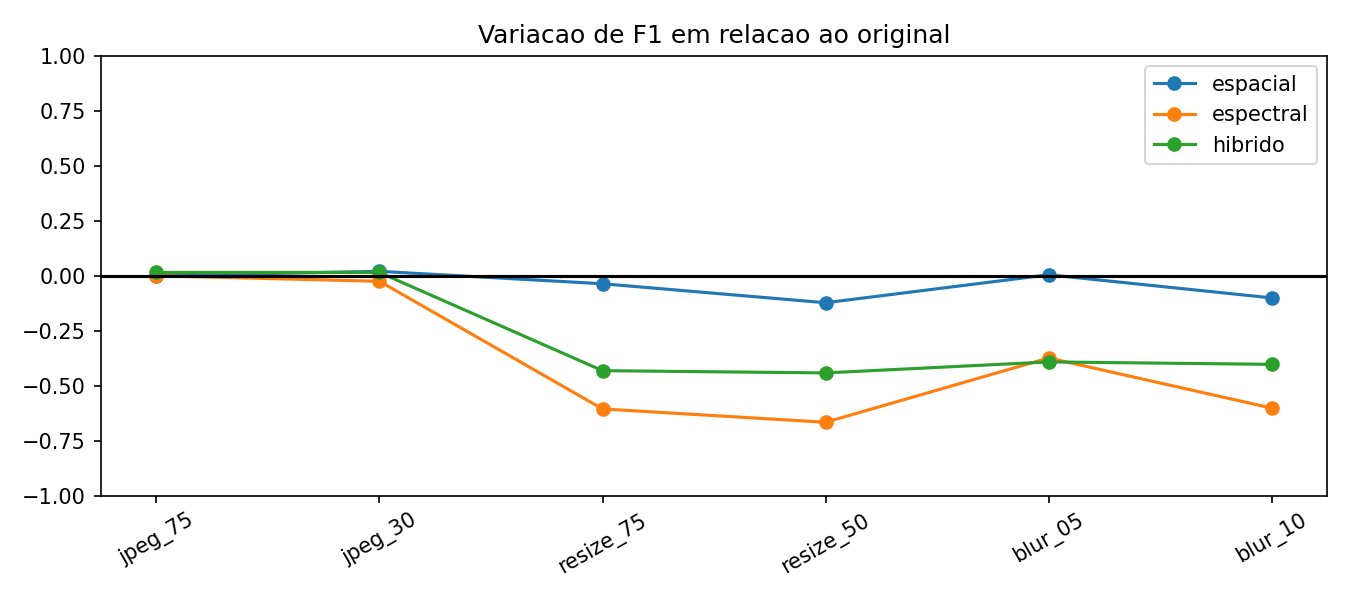 Variacao de F1 em relacao ao original
1.00
0.75
0.50
0.25
0.00
−0.25
−0.50
−0.75
−1.00
espacial
espectral
hibrido
jpeg_75
jpeg_30
resize_75
resize_50
blur_05
blur_10